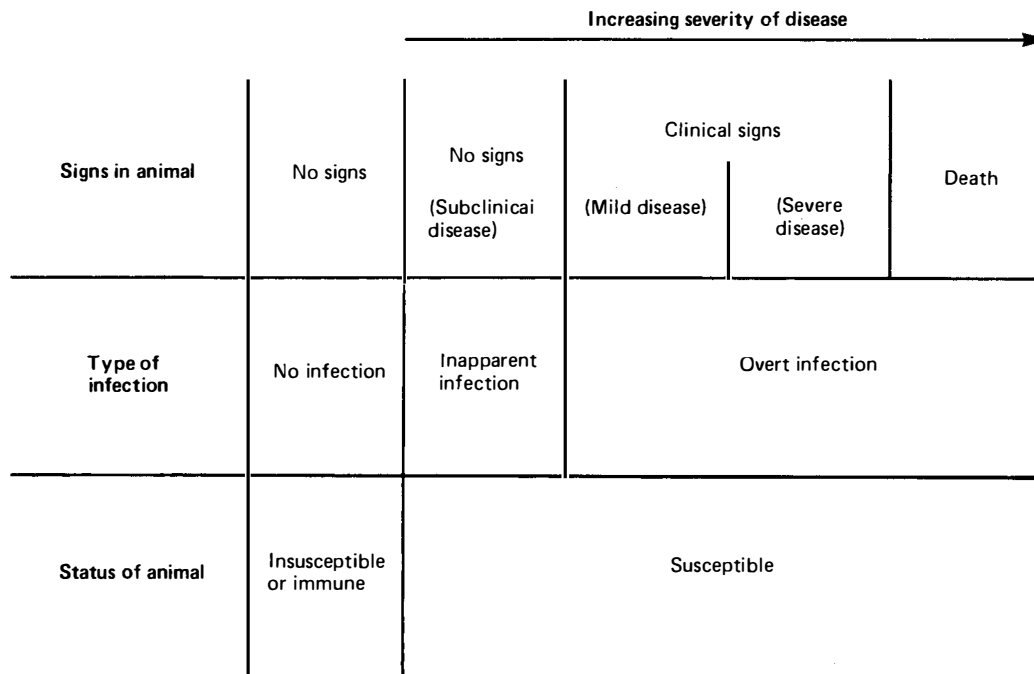 Increasing severity of disease
Signs in animal
No signs
No signs
(Subclinical
disease)
Clinical signs
(Mild disease)
(Severe
disease)
Death
Type of
infection
No infection
Inapparent
infection
Overt infection
Status of animal
Insusceptible
or immune
Susceptible